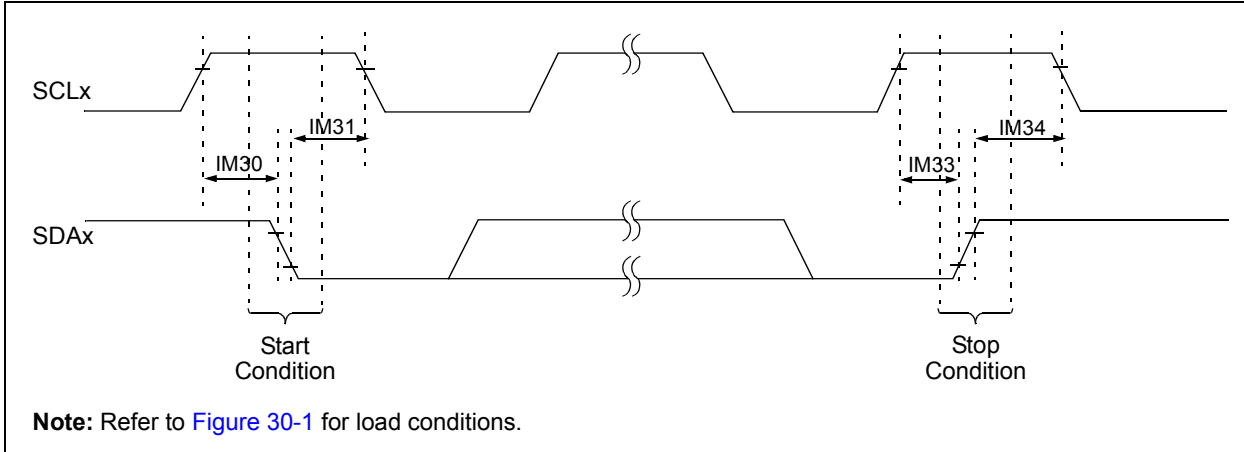 SCLx
IM31
IM34
IM30
IM33
SDAx
Start
Condition
Stop
Condition
Note: Refer to Figure 30-1 for load conditions.